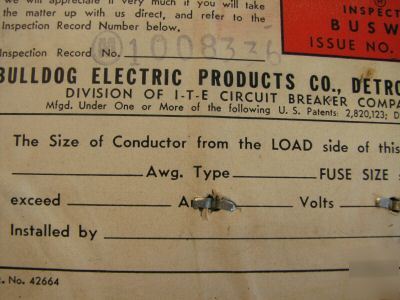 we will appreciate it very much if you will take
the matter up with us direct, and refer to the
Inspection Record Number below.
INSPECT
BUSW
ISSUE NO.
Inspection Record No. 1008336
BULLDOG ELECTRIC PRODUCTS CO., DETRO
DIVISION OF I-T-E CIRCUIT BREAKER COMPA
Mfgd. Under One or More of the following U. S. Patents: 2,820,123; D
The Size of Conductor from the LOAD side of this
Awg. Type FUSE SIZE
exceed A Volts
Installed by
t. No. 42664